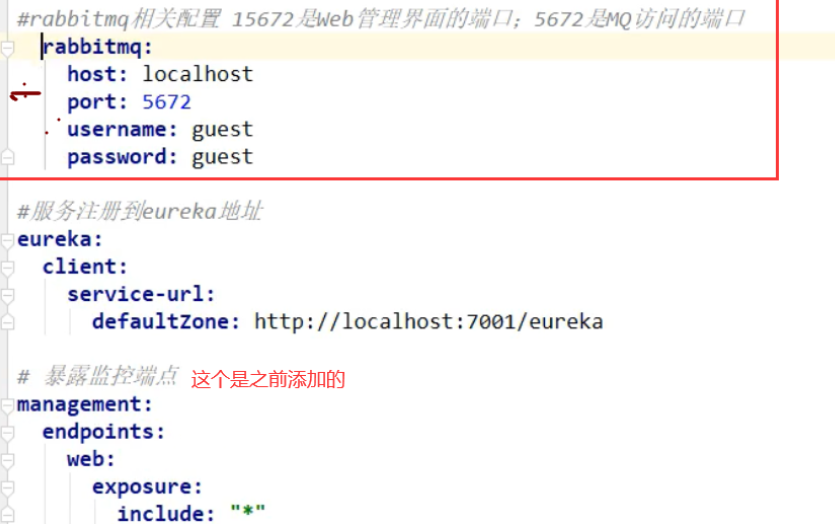 #rabbitmq相关配置 15672是Web管理界面的端口；5672是MQ访问的端口
rabbitmq:
host: localhost
port: 5672
username: guest
password: guest
#服务注册到eureka地址
eureka:
client:
service-url:
defaultZone: http://localhost:7001/eureka
# 暴露监控端点 这个是之前添加的
management:
endpoints:
web:
exposure:
include: "*"